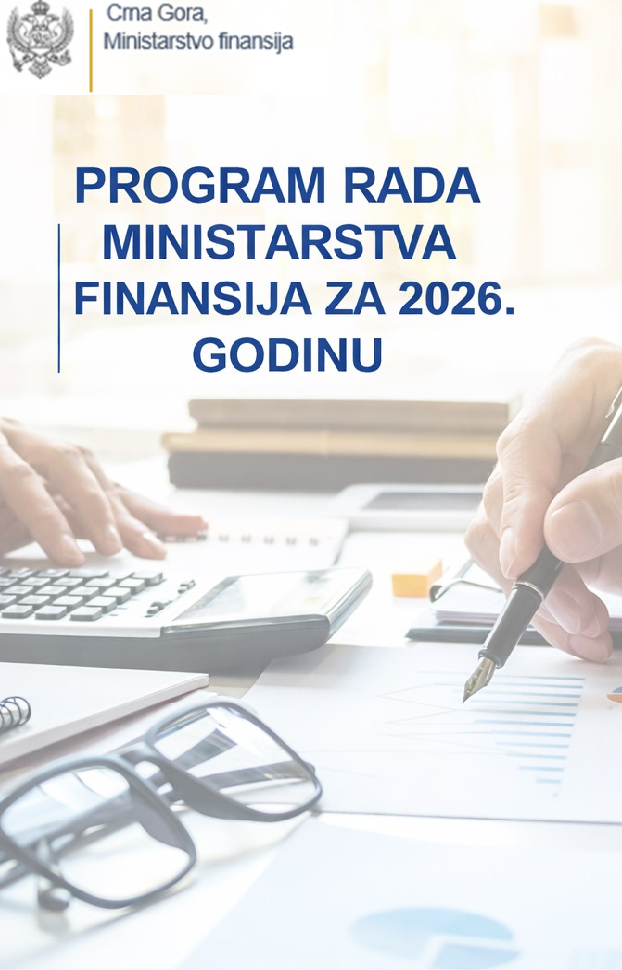 Crna Gora,
Ministarstvo finansija
PROGRAM RADA
MINISTARSTVA
FINANSIJA ZA 2026.
GODINU